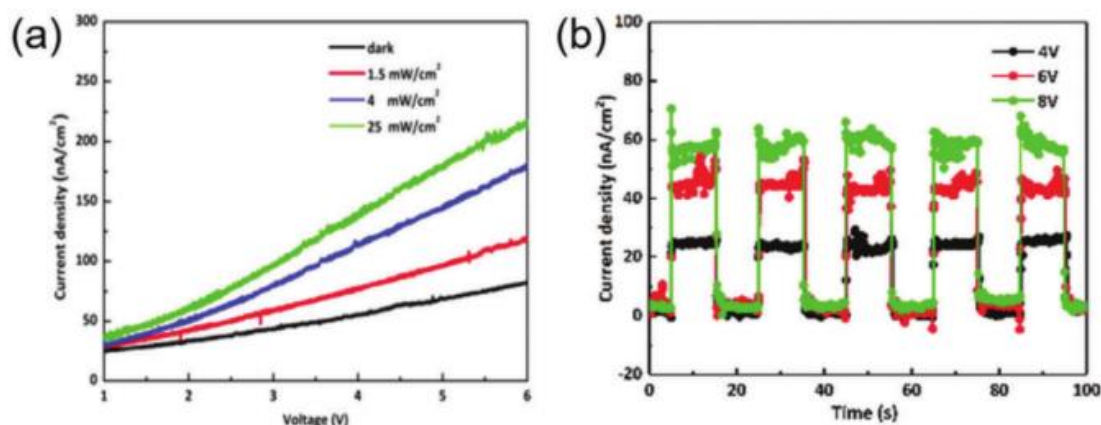 (a)
300
250
200
150
100
50
0
Current density (nA/cm²)
dark
1.5 mW/cm²
4 mW/cm²
25 mW/cm²
1 2 3 4 5 6
Voltage (V)
(b)
100
80
60
40
20
0
-20
Current density (nA/cm²)
4V
6V
8V
0 20 40 60 80 100
Time (s)